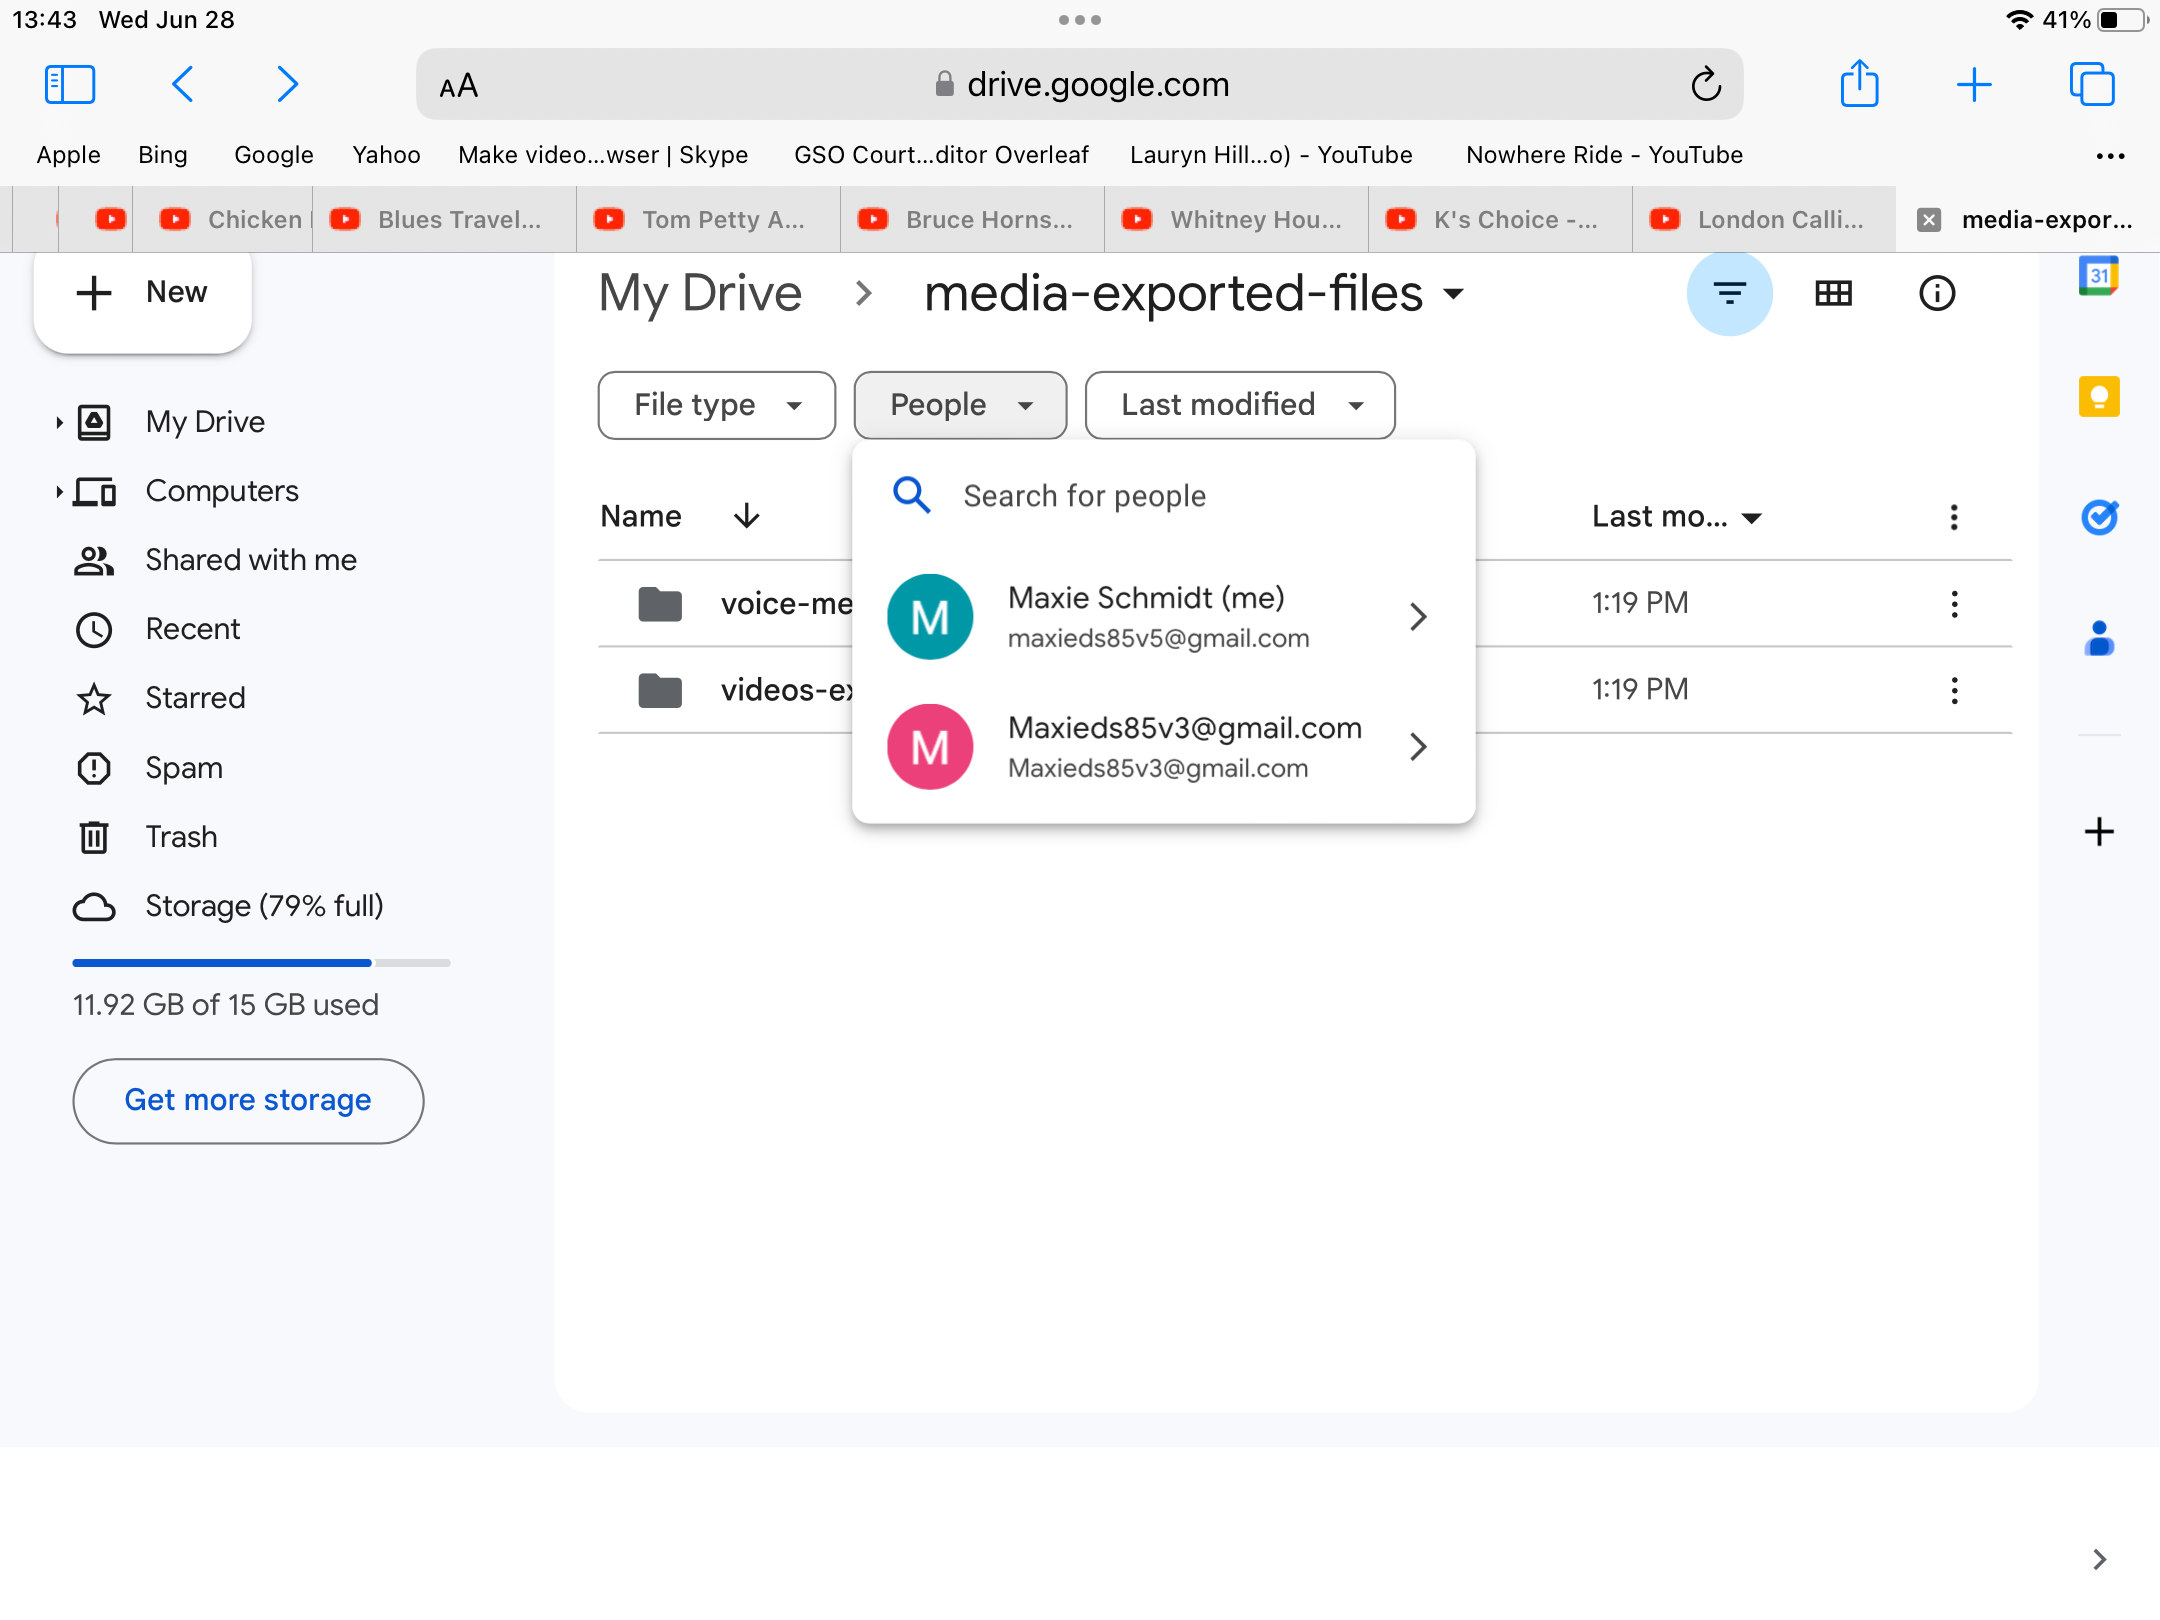 13:43 Wed Jun 28
41%
AA
drive.google.com
Apple Bing Google Yahoo Make video...wser | Skype GSO Court...ditor Overleaf Lauryn Hill...o) - YouTube Nowhere Ride - YouTube
Chicken Blues Travel... Tom Petty A... Bruce Horns... Whitney Hou... K's Choice -... London Calli... media-expor...
New
My Drive > media-exported-files
31
File type People Last modified
My Drive
Computers
Shared with me
Recent
Starred
Spam
Trash
Storage (79% full)
11.92 GB of 15 GB used
Get more storage
Name
Last mo...
Search for people
voice-me
1:19 PM
M
Maxie Schmidt (me)
maxieds85v5@gmail.com
videos-ex
1:19 PM
M
Maxieds85v3@gmail.com
Maxieds85v3@gmail.com